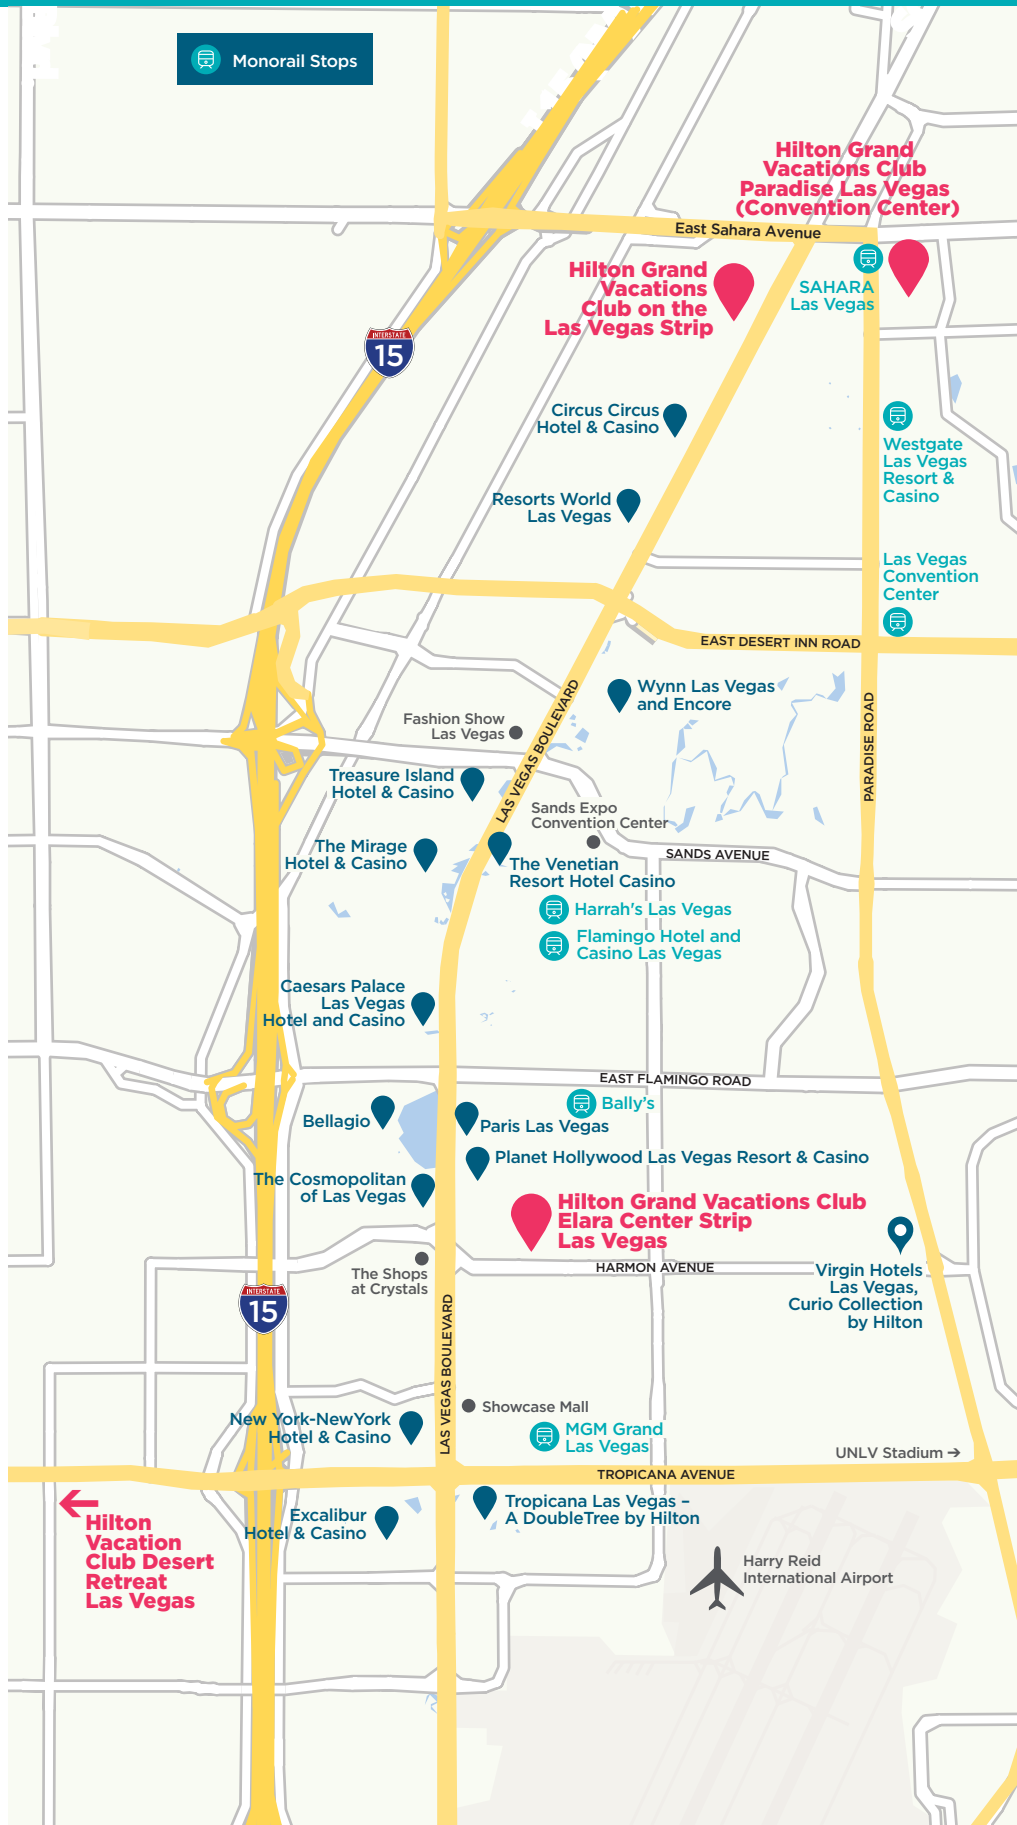 Monorail Stops
Hilton Grand
Vacations Club
Paradise Las Vegas
(Convention Center)
East Sahara Avenue
Hilton Grand
Vacations
Club on the
Las Vegas Strip
SAHARA
Las Vegas
INTERSTATE
15
Circus Circus
Hotel & Casino
Westgate
Las Vegas
Resort &
Casino
Resorts World
Las Vegas
Las Vegas
Convention
Center
EAST DESERT INN ROAD
Wynn Las Vegas
and Encore
LAS VEGAS BOULEVARD
PARADISE ROAD
Fashion Show
Las Vegas
Treasure Island
Hotel & Casino
Sands Expo
Convention Center
The Mirage
Hotel & Casino
SANDS AVENUE
The Venetian
Resort Hotel Casino
Harrah's Las Vegas
Flamingo Hotel and
Casino Las Vegas
Caesars Palace
Las Vegas
Hotel and Casino
EAST FLAMINGO ROAD
Bally's
Bellagio
Paris Las Vegas
Planet Hollywood Las Vegas Resort & Casino
The Cosmopolitan
of Las Vegas
Hilton Grand Vacations Club
Elara Center Strip
Las Vegas
HARMON AVENUE
The Shops
at Crystals
Virgin Hotels
Las Vegas,
Curio Collection
by Hilton
INTERSTATE
15
LAS VEGAS BOULEVARD
Showcase Mall
New York-NewYork
Hotel & Casino
MGM Grand
Las Vegas
UNLV Stadium →
TROPICANA AVENUE
Hilton
Vacation
Club Desert
Retreat
Las Vegas
Excalibur
Hotel & Casino
Tropicana Las Vegas –
A DoubleTree by Hilton
Harry Reid
International Airport